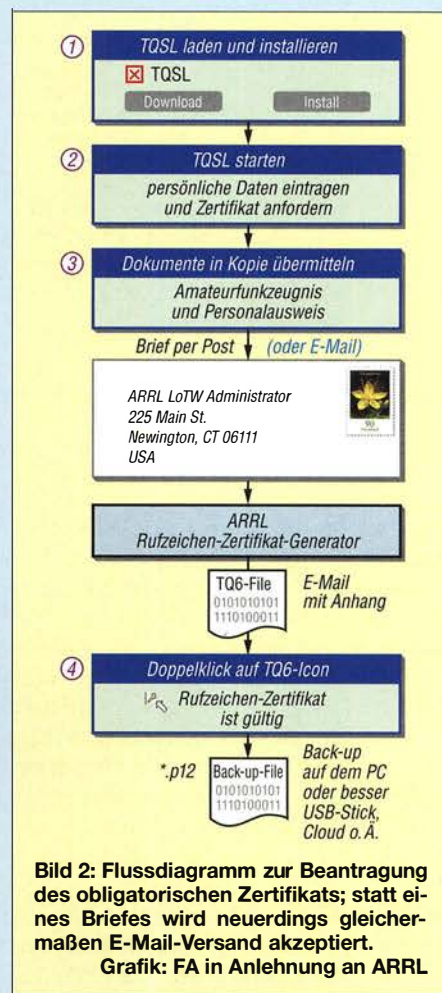 ① TQSL laden und installieren
TQSL
Download Install
② TQSL starten
persönliche Daten eintragen
und Zertifikat anfordern
③ Dokumente in Kopie übermitteln
Amateurfunkzeugnis
und Personalausweis
Brief per Post (oder E-Mail)
ARRL LoTW Administrator
225 Main St.
Newington, CT 06111
USA
90
ARRL
Rufzeichen-Zertifikat-Generator
TQ6-File
0101010101
1110100011
E-Mail
mit Anhang
④ Doppelklick auf TQ6-Icon
Rufzeichen-Zertifikat
ist gültig
*.p12
Back-up-File
0101010101
1110100011
Back-up
auf dem PC
oder besser
USB-Stick,
Cloud o. Ä.
Bild 2: Flussdiagramm zur Beantragung
des obligatorischen Zertifikats; statt ei-
nes Briefes wird neuerdings gleicher-
maßen E-Mail-Versand akzeptiert.
Grafik: FA in Anlehnung an ARRL